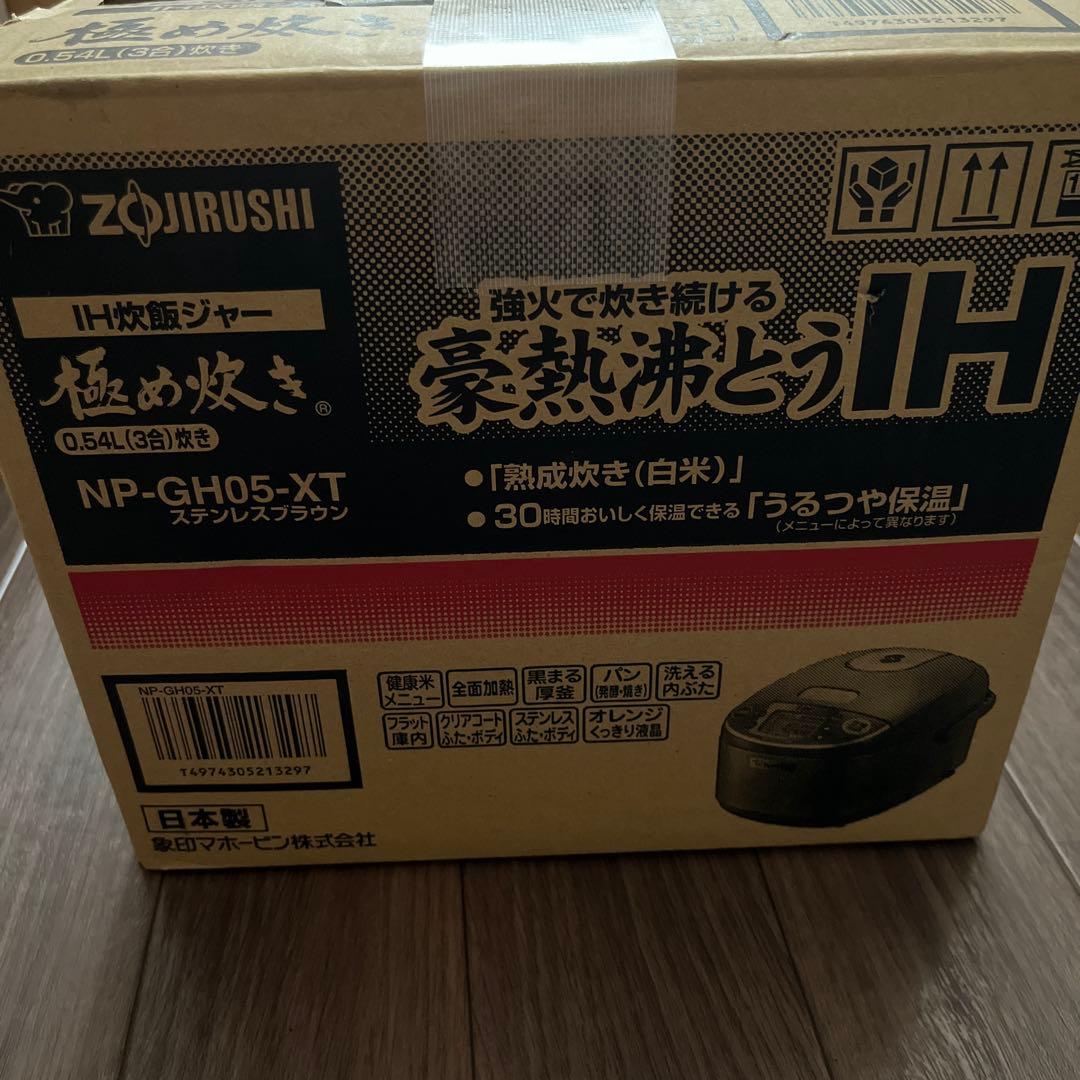 極め炊き
0.54L(3合)炊き
T4974305213297
ZOJIRUSHI
IH炊飯ジャー
極め炊き®
0.54L(3合)炊き
NP-GH05-XT
ステンレスブラウン
強火で炊き続ける
豪熱沸とうIH
•「熟成炊き(白米)」
•30時間おいしく保温できる「うるつや保温」
(メニューによって異なります)
NP-GH05-XT
T4974305213297
健康米メニュー
全面加熱
黒まる厚釜
パン(発酵・焼き)
洗える内ぶた
フラット庫内
クリアコートふた・ボディ
ステンレスふた・ボディ
オレンジくっきり液晶
日本製
象印マホービン株式会社